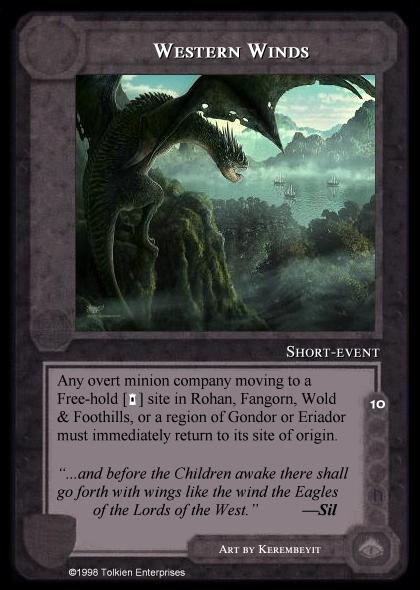 WESTERN WINDS
SHORT-EVENT
Any overt minion company moving to a
Free-hold [] site in Rohan, Fangorn, Wold
& Foothills, or a region of Gondor or Eriador
must immediately return to its site of origin.
10
“...and before the Children awake there shall
go forth with wings like the wind the Eagles
of the Lords of the West.” —Sil
ART BY KEREMBEYIT
©1998 Tolkien Enterprises